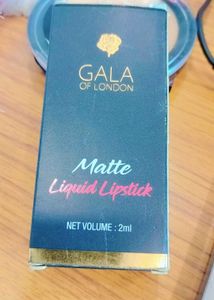 GALA
OF LONDON
Matte
Liquid Lipstick
NET VOLUME : 2ml